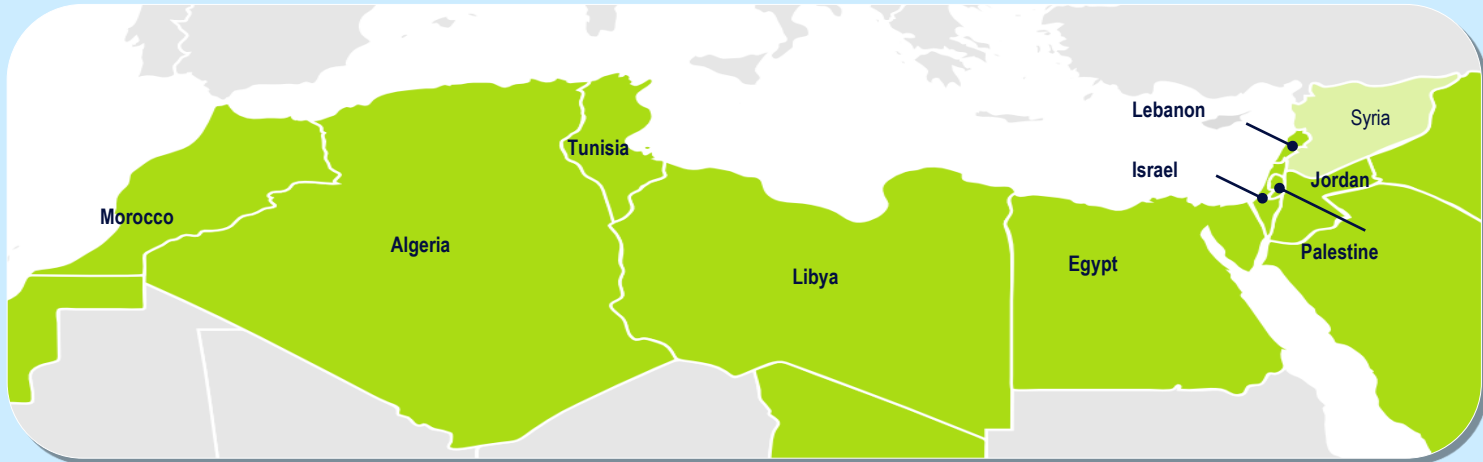 Lebanon
Syria
Tunisia
Israel
Jordan
Morocco
Algeria
Palestine
Egypt
Libya